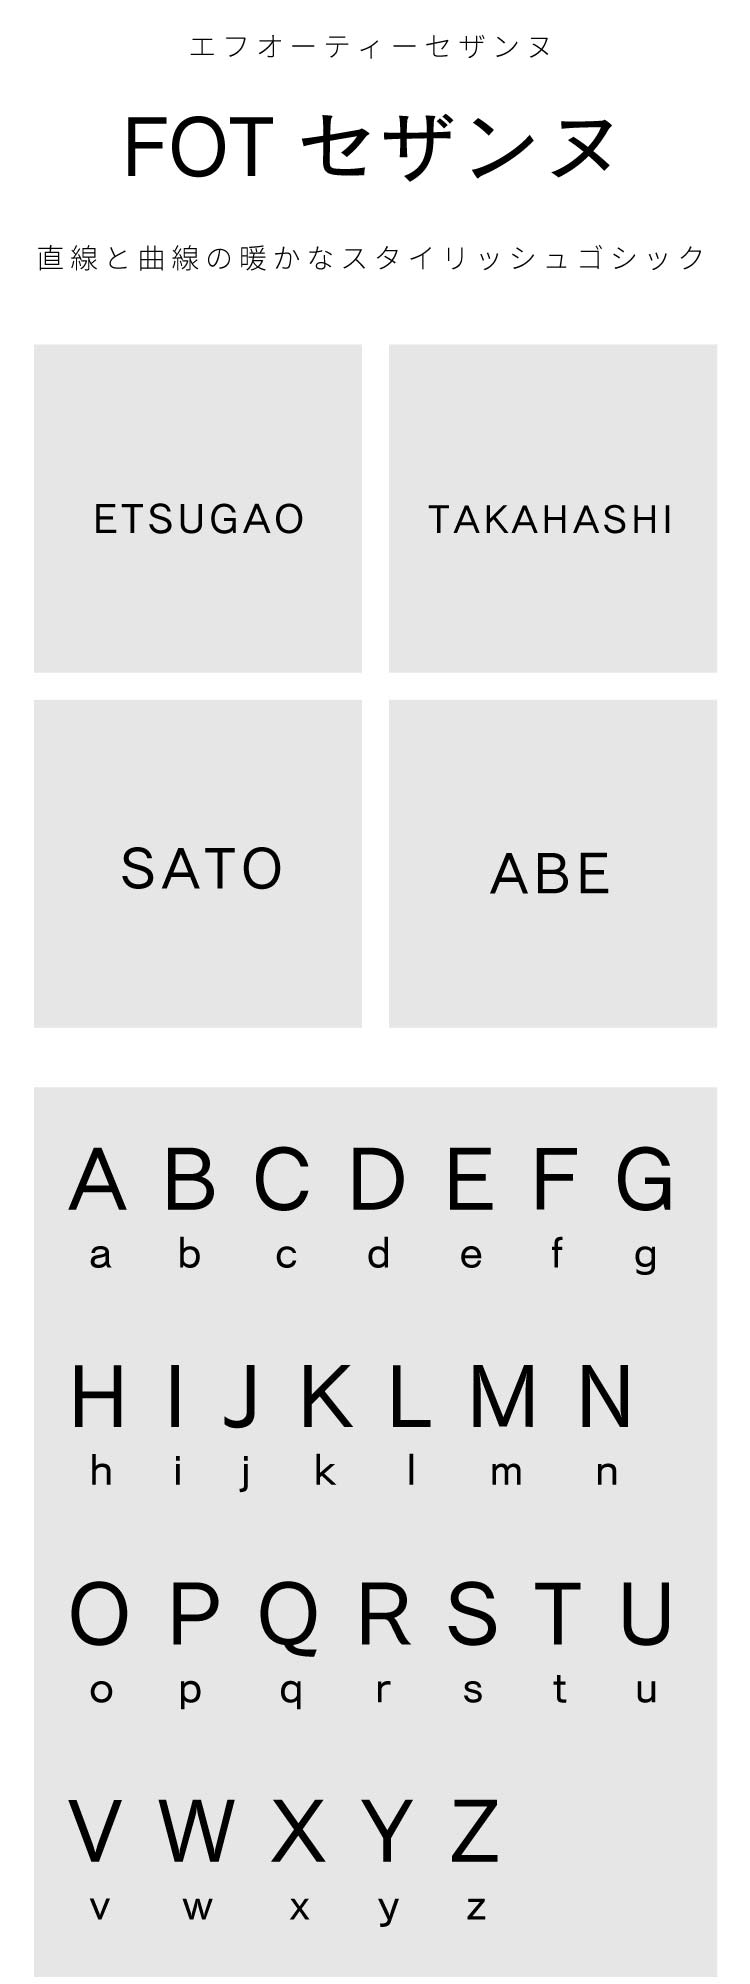 エフオーティーセザンヌ
FOT セザンヌ
直線と曲線の暖かなスタイリッシュゴシック
ETSUGAO
TAKAHASHI
SATO
ABE
A B C D E F G
a b c d e f g
H I J K L M N
h i j k l m n
O P Q R S T U
o p q r s t u
V W X Y Z
v w x y z